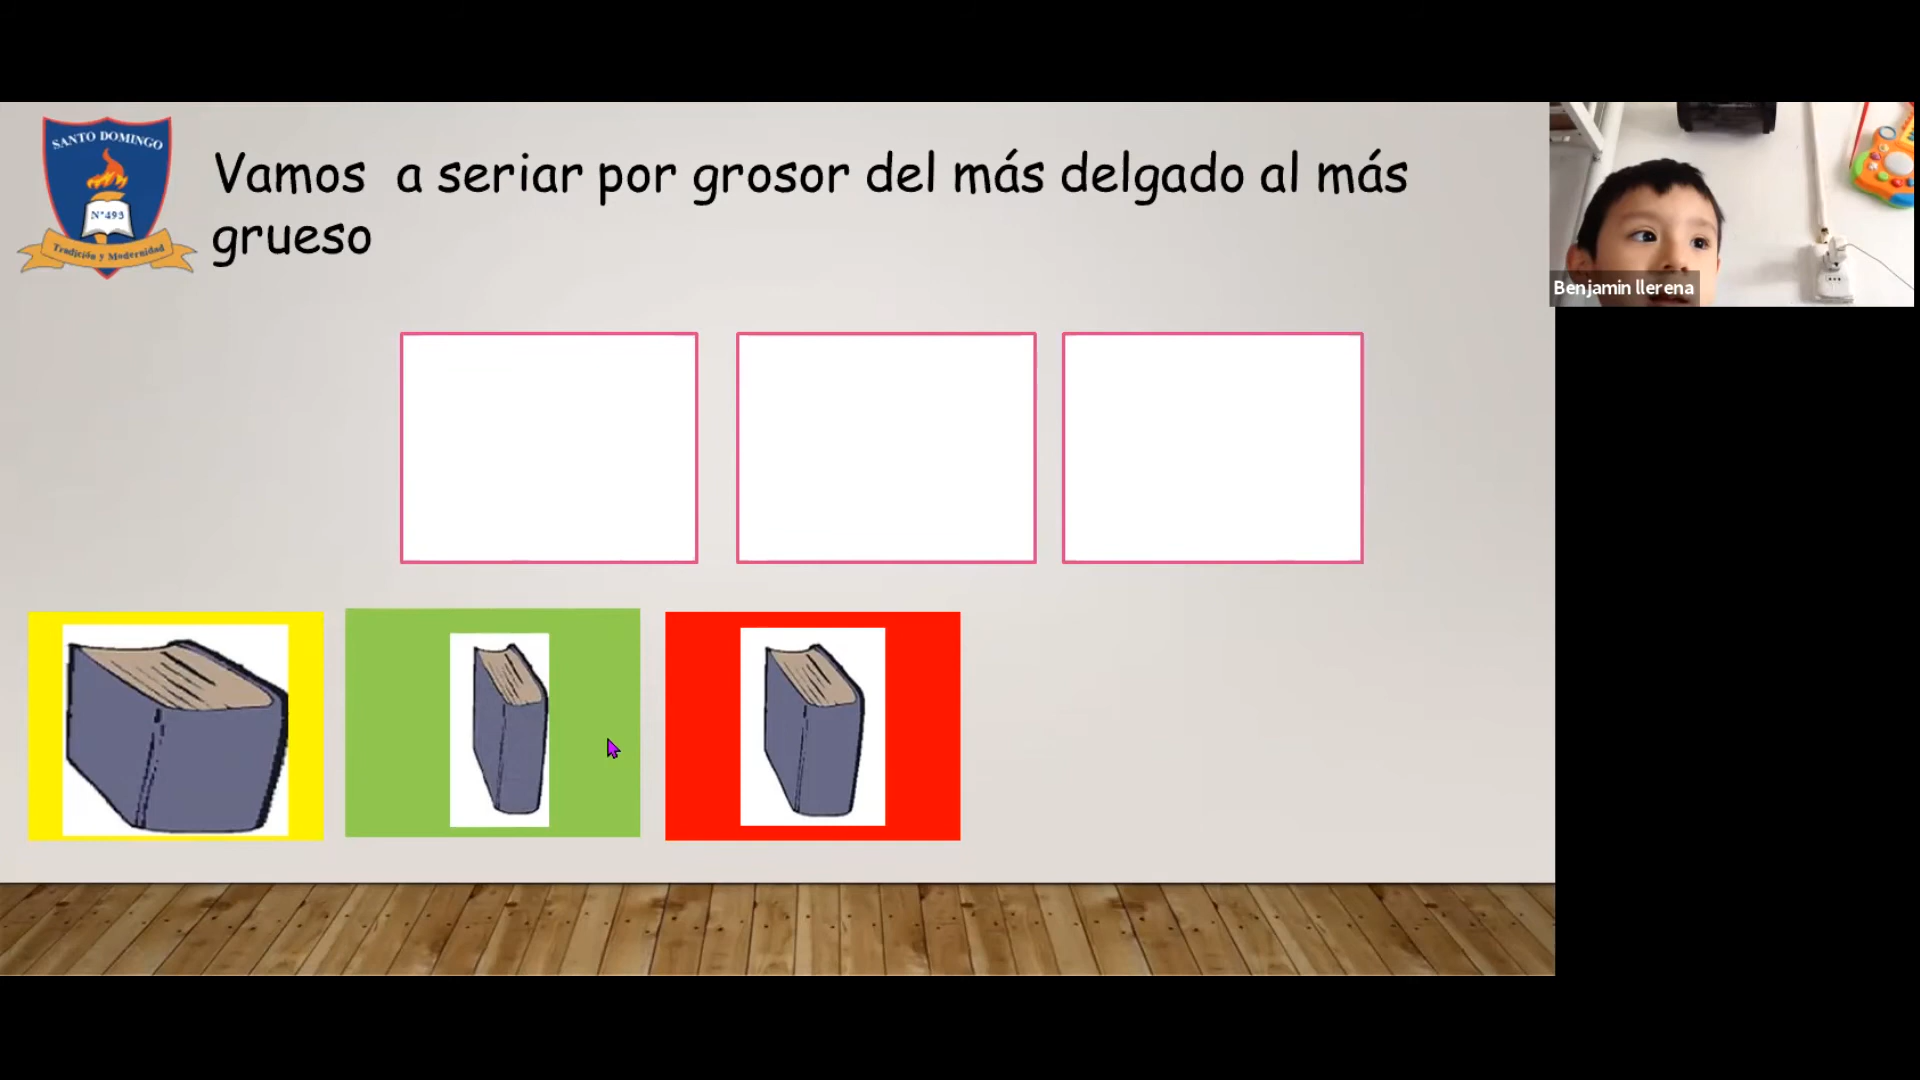 SANTO DOMINGO
N°493
Tradición y Modernidad
Vamos a seriar por grosor del más delgado al más
grueso
Benjamin llerena